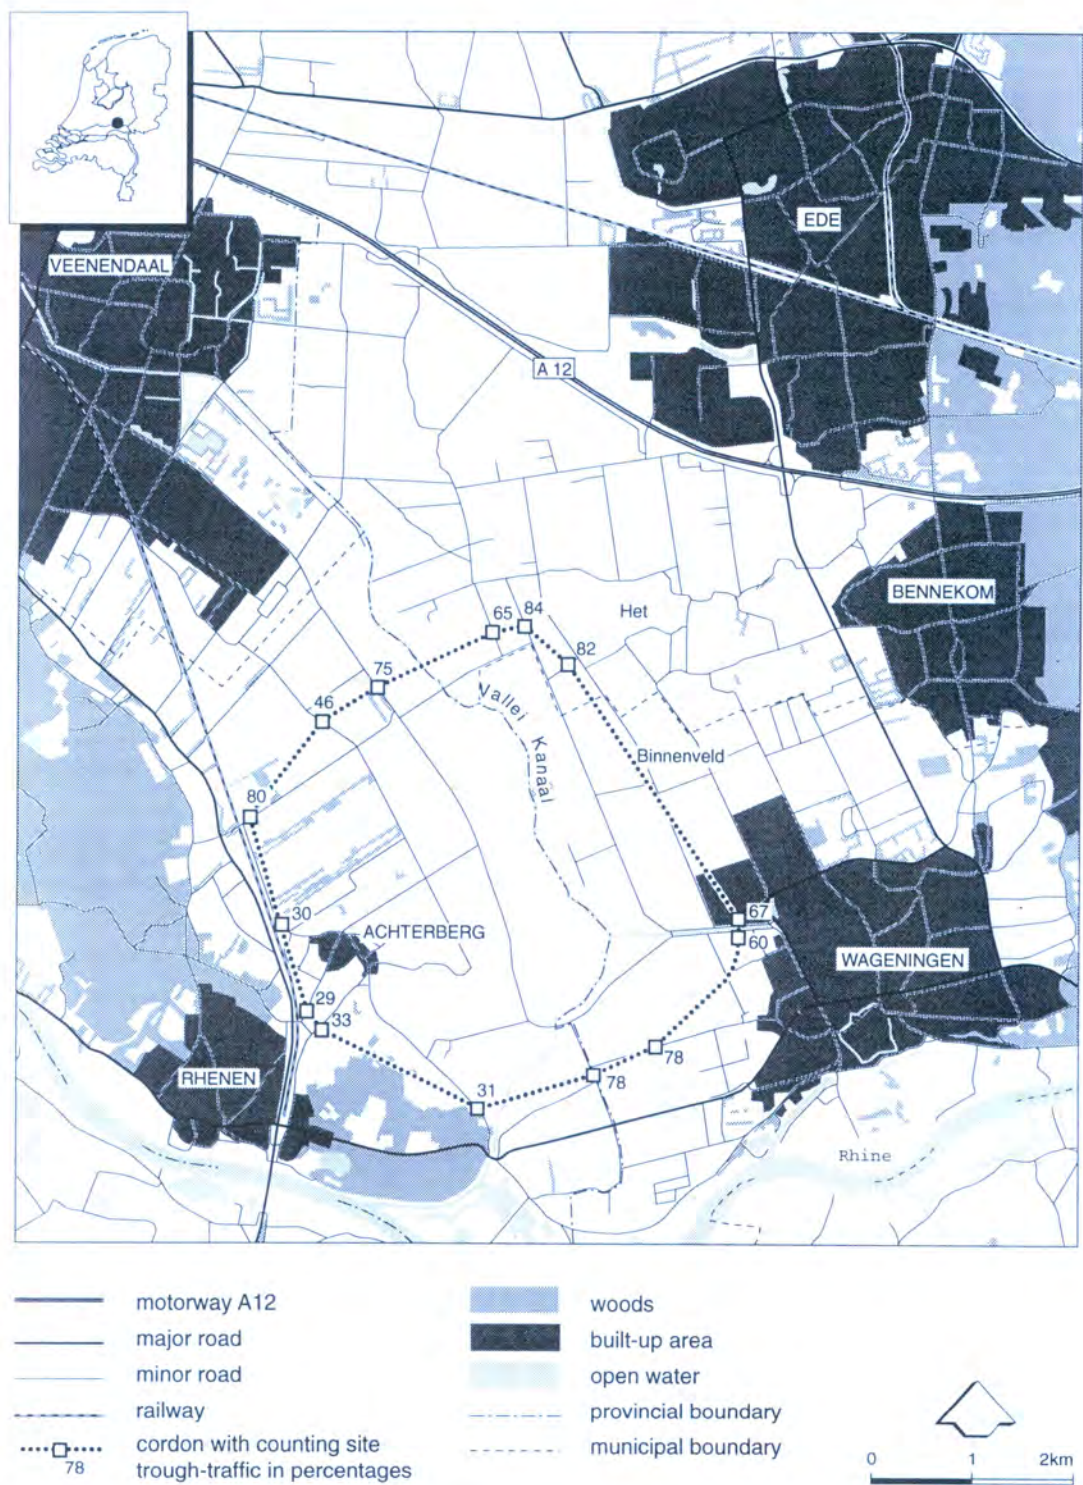 EDE
VEENENDAAL
A 12
BENNEKOM
65
84
Het
82
75
46
Vallei
Kanaal
Binnenveld
80
67
30
ACHTERBERG
60
WAGENINGEN
29
33
78
RHENEN
78
31
Rhine
motorway A12
major road
minor road
railway
cordon with counting site
78
trough-traffic in percentages
woods
built-up area
open water
provincial boundary
municipal boundary
0 1 2km